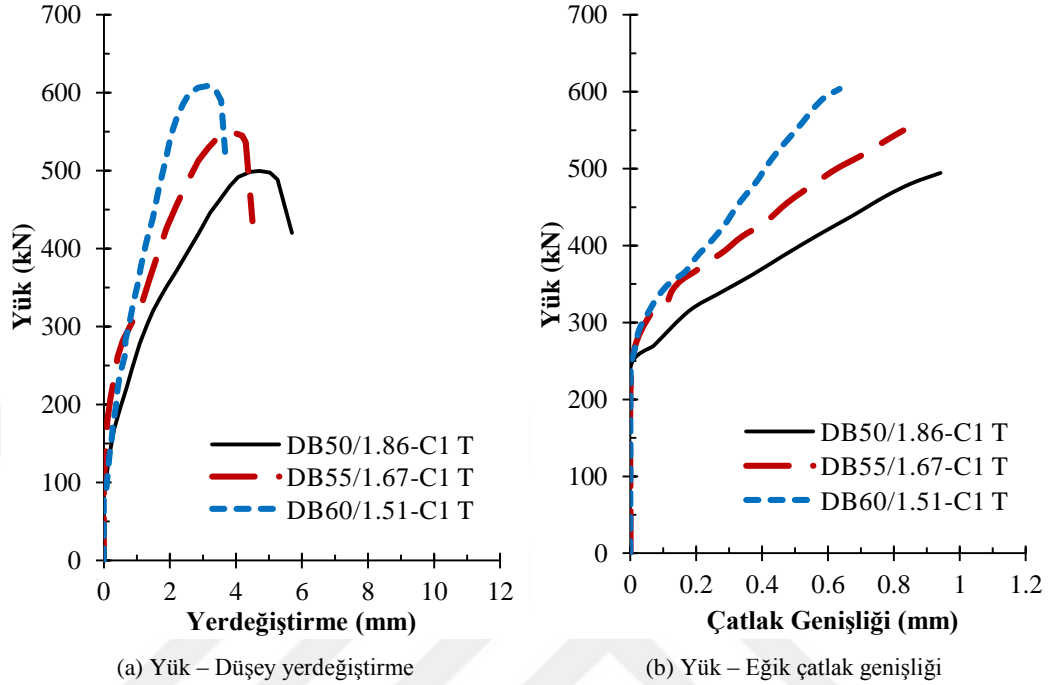 700
600
500
400
300
200
100
0
Yük (kN)
0 2 4 6 8 10 12
Yerdeğiştirme (mm)
DB50/1.86-C1 T
DB55/1.67-C1 T
DB60/1.51-C1 T
(a) Yük – Düşey yerdeğiştirme
700
600
500
400
300
200
100
0
Yük (kN)
0 0.2 0.4 0.6 0.8 1 1.2
Çatlak Genişliği (mm)
DB50/1.86-C1 T
DB55/1.67-C1 T
DB60/1.51-C1 T
(b) Yük – Eğik çatlak genişliği